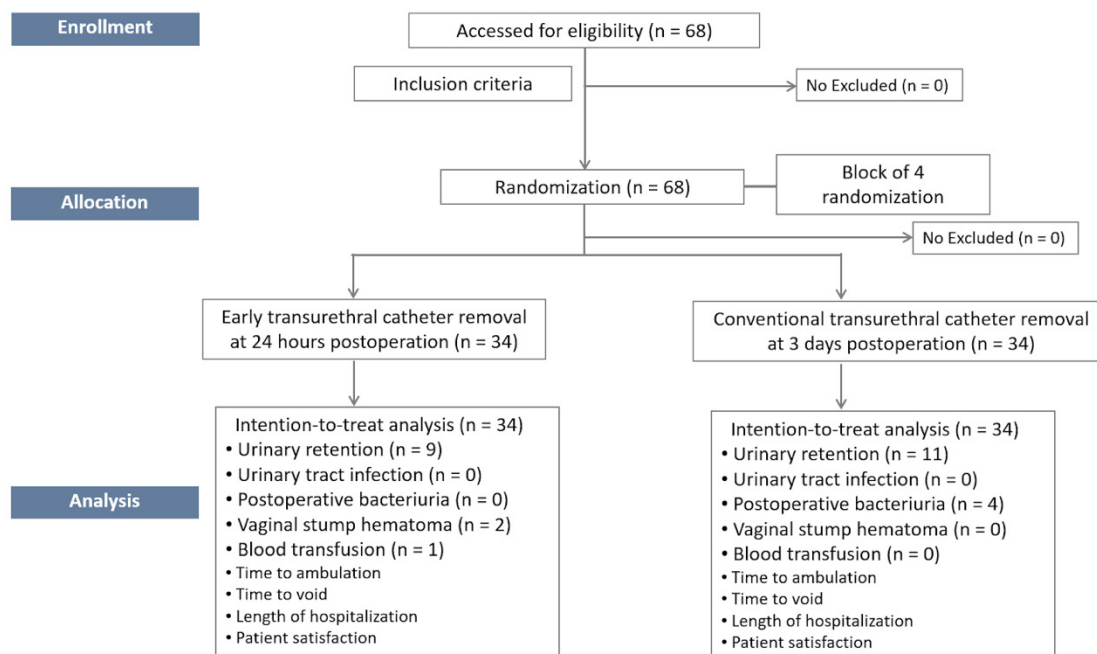 Enrollment
Accessed for eligibility (n = 68)
Inclusion criteria
No Excluded (n = 0)
Allocation
Randomization (n = 68)
Block of 4
randomization
No Excluded (n = 0)
Early transurethral catheter removal
at 24 hours postoperation (n = 34)
Conventional transurethral catheter removal
at 3 days postoperation (n = 34)
Analysis
Intention-to-treat analysis (n = 34)
• Urinary retention (n = 9)
• Urinary tract infection (n = 0)
• Postoperative bacteriuria (n = 0)
• Vaginal stump hematoma (n = 2)
• Blood transfusion (n = 1)
• Time to ambulation
• Time to void
• Length of hospitalization
• Patient satisfaction
Intention-to-treat analysis (n = 34)
• Urinary retention (n = 11)
• Urinary tract infection (n = 0)
• Postoperative bacteriuria (n = 4)
• Vaginal stump hematoma (n = 0)
• Blood transfusion (n = 0)
• Time to ambulation
• Time to void
• Length of hospitalization
• Patient satisfaction